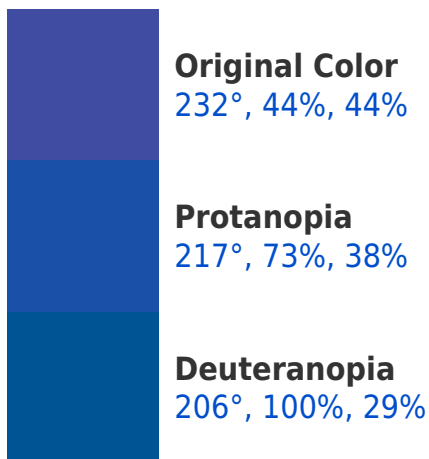 Original Color
232°, 44%, 44%
Protanopia
217°, 73%, 38%
Deuteranopia
206°, 100%, 29%